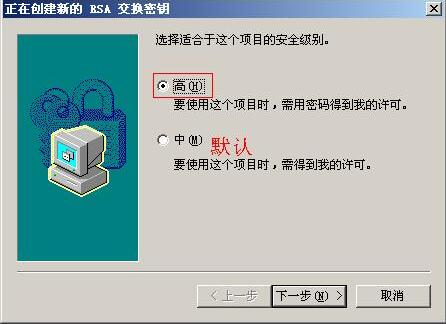 正在创建新的 RSA 交换密钥
选择适合于这个项目的安全级别。
高(H)
要使用这个项目时，需用密码得到我的许可。
中(M) 默认
要使用这个项目时，需得到我的许可。
< 上一步 下一步(N) > 取消